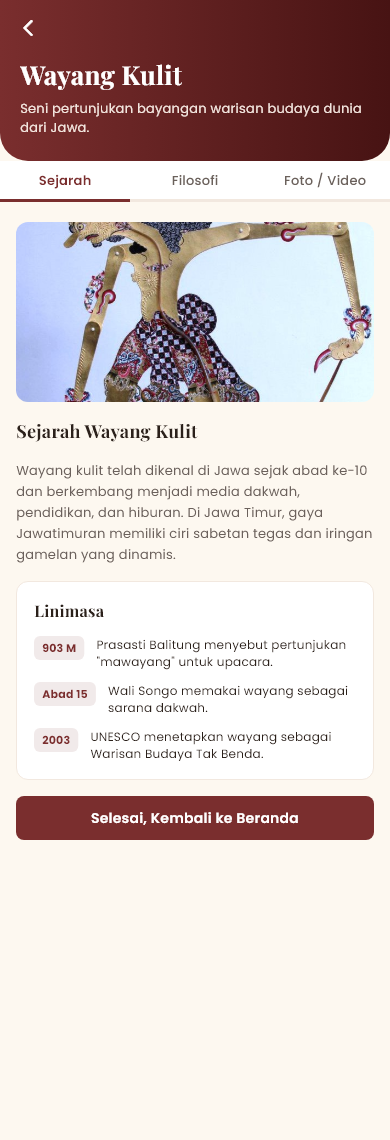 Wayang Kulit
Seni pertunjukan bayangan warisan budaya dunia
dari Jawa.
Sejarah
Filosofi
Foto / Video
Sejarah Wayang Kulit
Wayang kulit telah dikenal di Jawa sejak abad ke-10
dan berkembang menjadi media dakwah,
pendidikan, dan hiburan. Di Jawa Timur, gaya
Jawatimuran memiliki ciri sabetan tegas dan iringan
gamelan yang dinamis.
Linimasa
903 M
Prasasti Balitung menyebut pertunjukan
"mawayang" untuk upacara.
Abad 15
Wali Songo memakai wayang sebagai
sarana dakwah.
2003
UNESCO menetapkan wayang sebagai
Warisan Budaya Tak Benda.
Selesai, Kembali ke Beranda